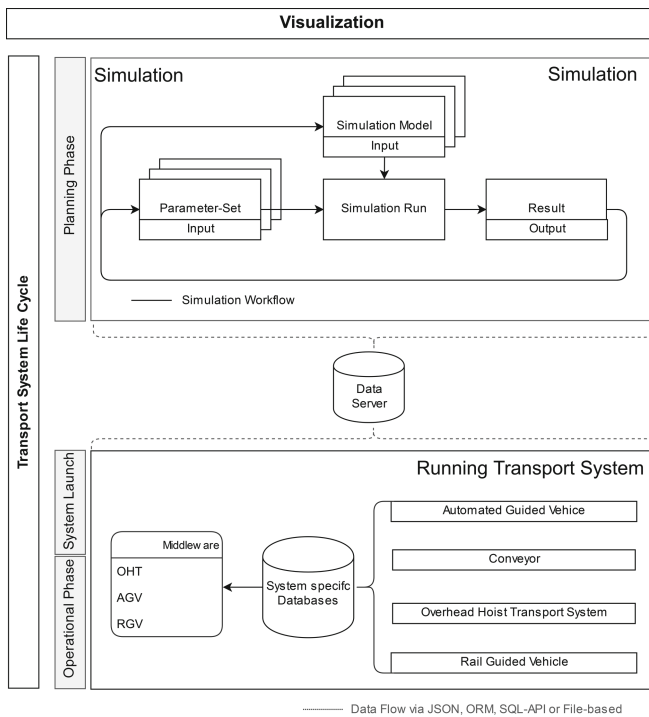 Visualization
Transport System Life Cycle
Planning Phase
Simulation
Simulation
Simulation Model
Input
Parameter-Set
Input
Simulation Run
Result
Output
Simulation Workflow
Data
Server
System Launch
Operational Phase
Running Transport System
Middleware
OHT
AGV
RGV
System specifc
Databases
Automated Guided Vehice
Conveyor
Overhead Hoist Transport System
Rail Guided Vehicle
Data Flow via JSON, ORM, SQL-API or File-based